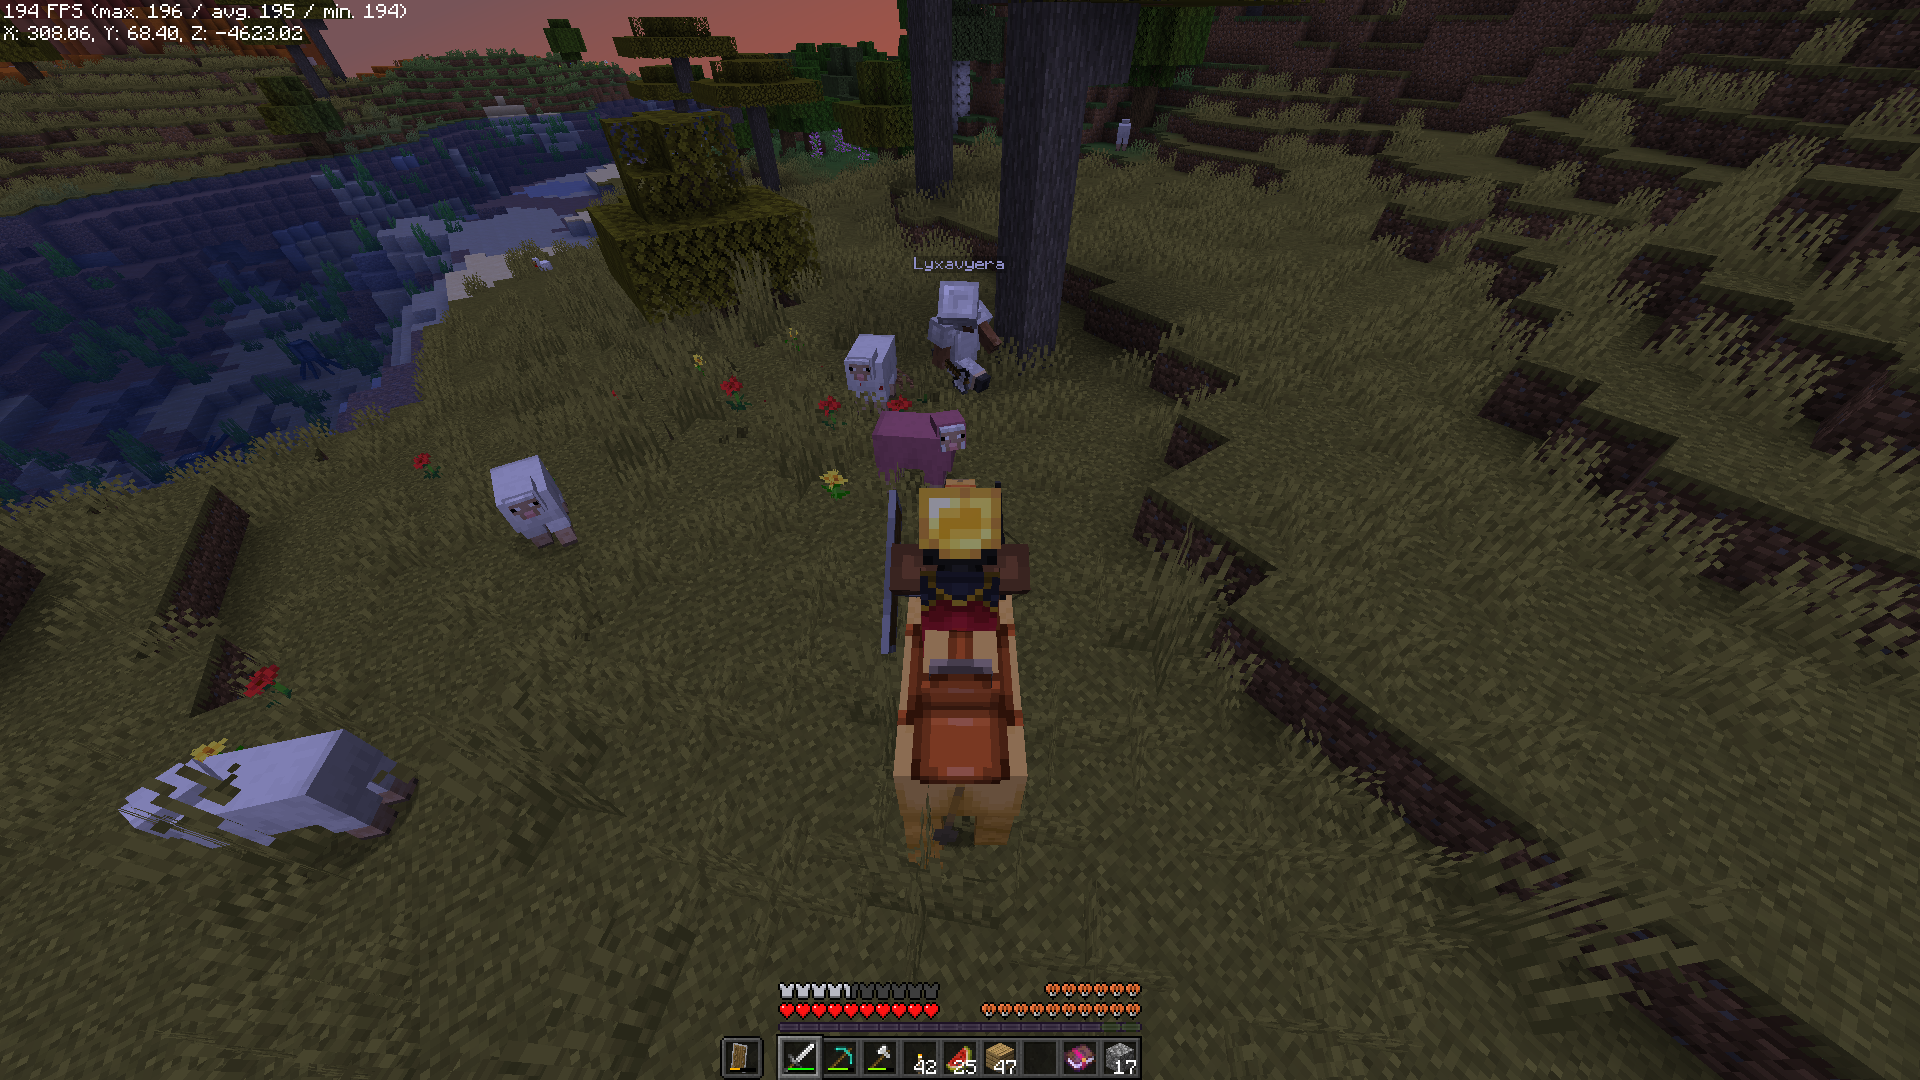 194 FPS (max. 196 / avg. 195 / min. 194)
X: 308.06, Y: 68.40, Z: -4623.02
Lyxavyera
42
25
47
17